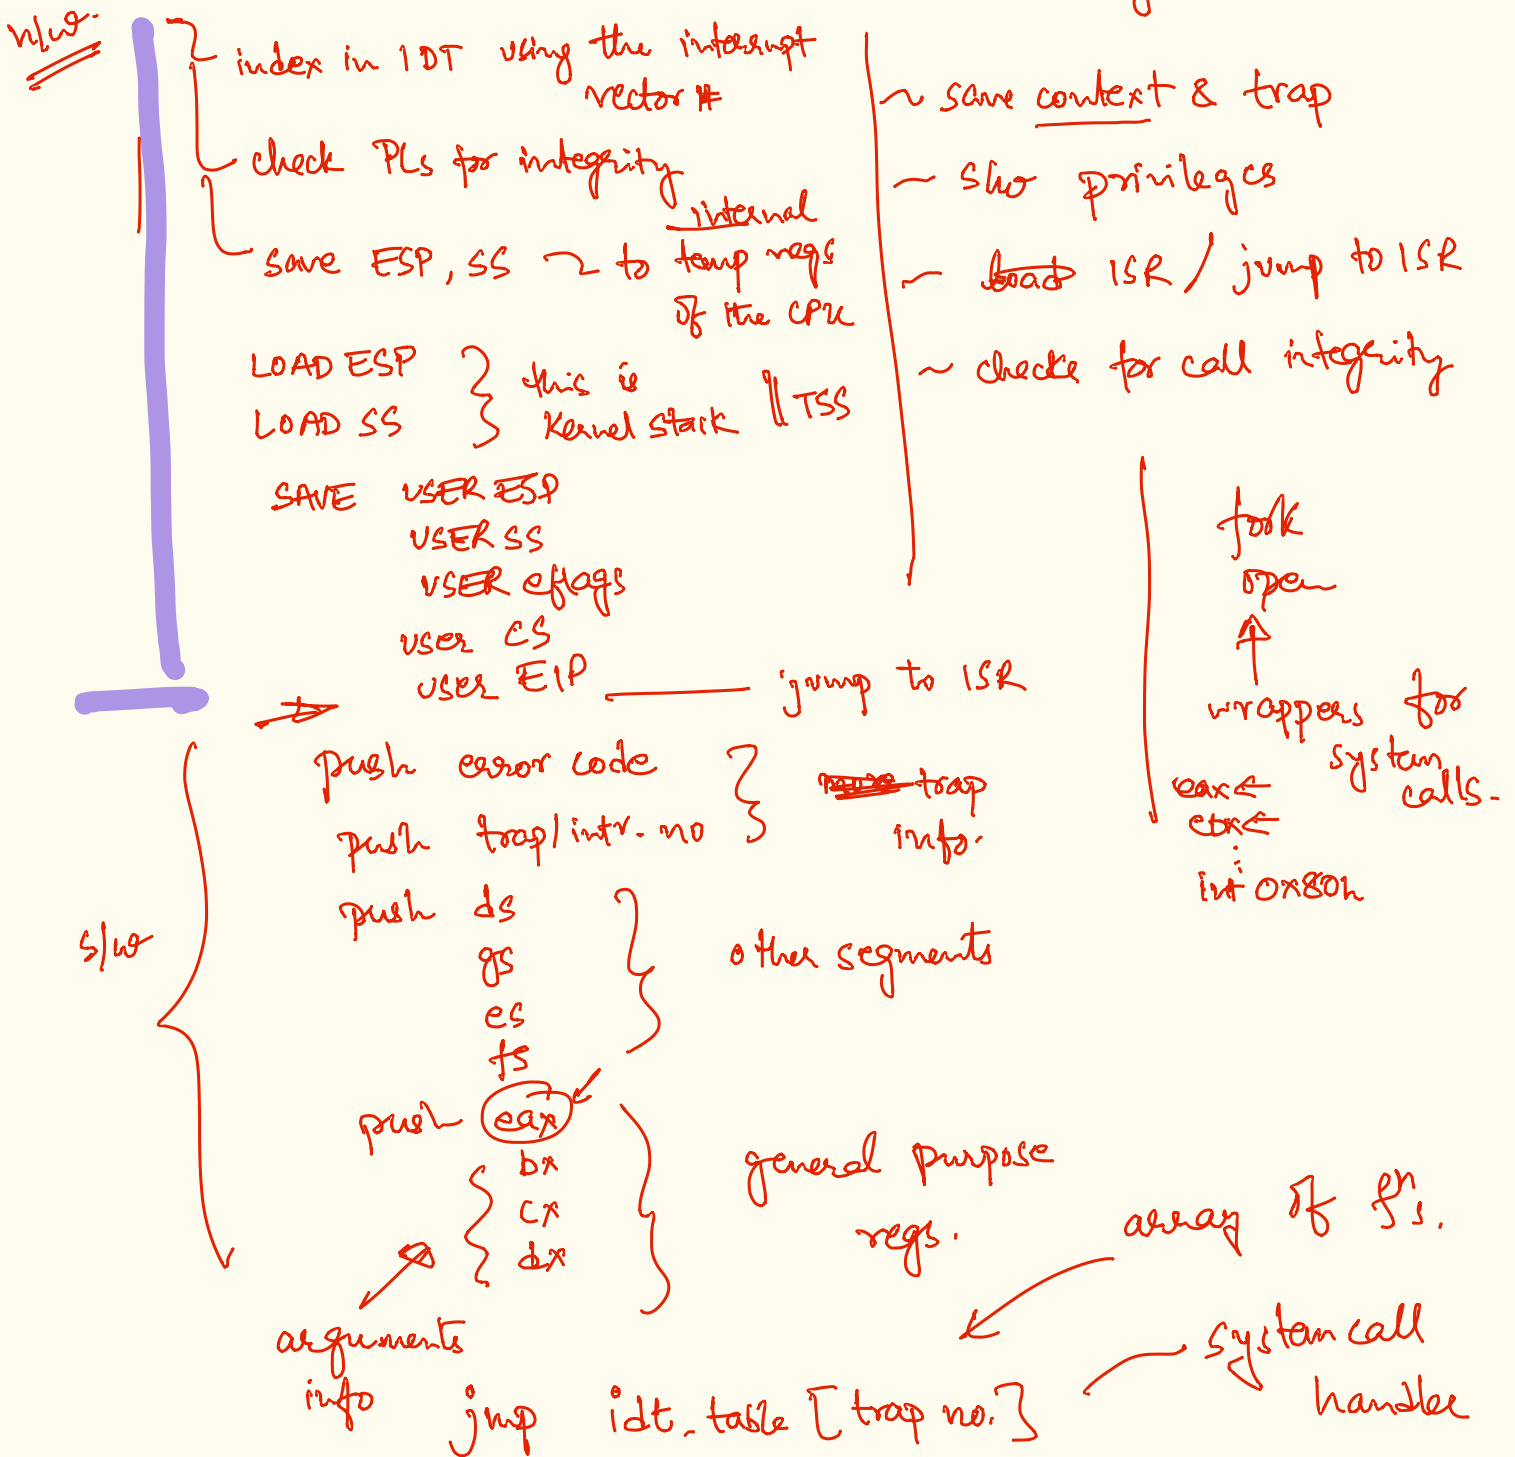 h/w.
index in IDT using the interrupt
vector #
check PLs for integrity
save ESP, SS to internal
temp regs
of the CPU
LOAD ESP
LOAD SS
this is
Kernel stack || TSS
SAVE USER ESP
USER SS
USER eflags
user CS
user EIP — jump to ISR
~ save context & trap
~ privileges
~ load ISR / jump to ISR
~ checks for call integrity
fork
open
wrappers for
system
calls.
eax ←
ebx ←
⋮
int 0x80h
s/w
push error code
push trap/intr. no
trap
info.
push ds
gs
es
fs
other segments
push eax
bx
cx
dx
general purpose
regs.
arguments
info
array of fns.
jmp idt_table [trap no.]
system call
handler